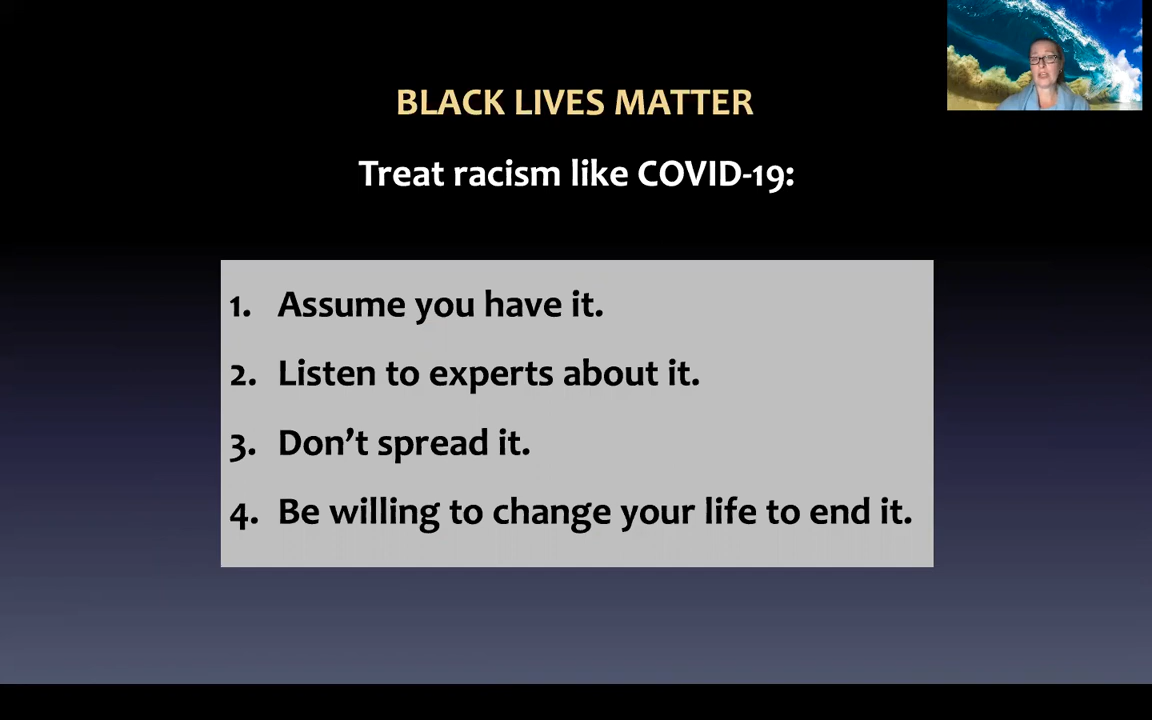 BLACK LIVES MATTER
Treat racism like COVID-19:
1. Assume you have it.
2. Listen to experts about it.
3. Don’t spread it.
4. Be willing to change your life to end it.